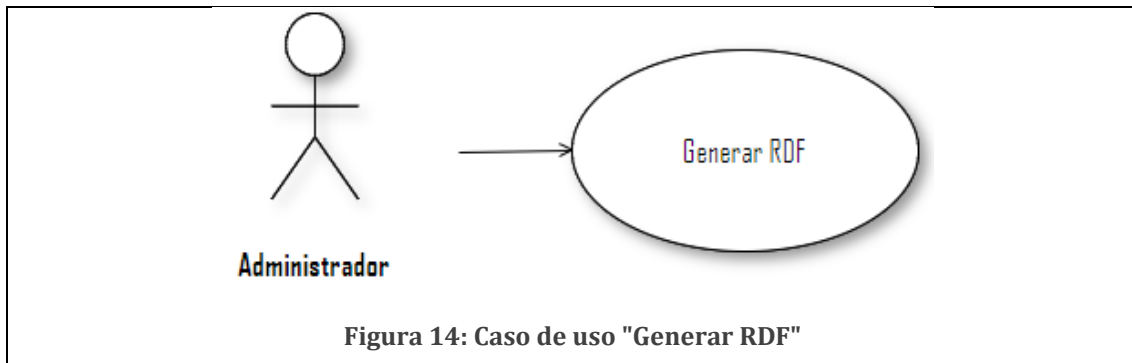 Generar RDF
Administrador
Figura 14: Caso de uso "Generar RDF"